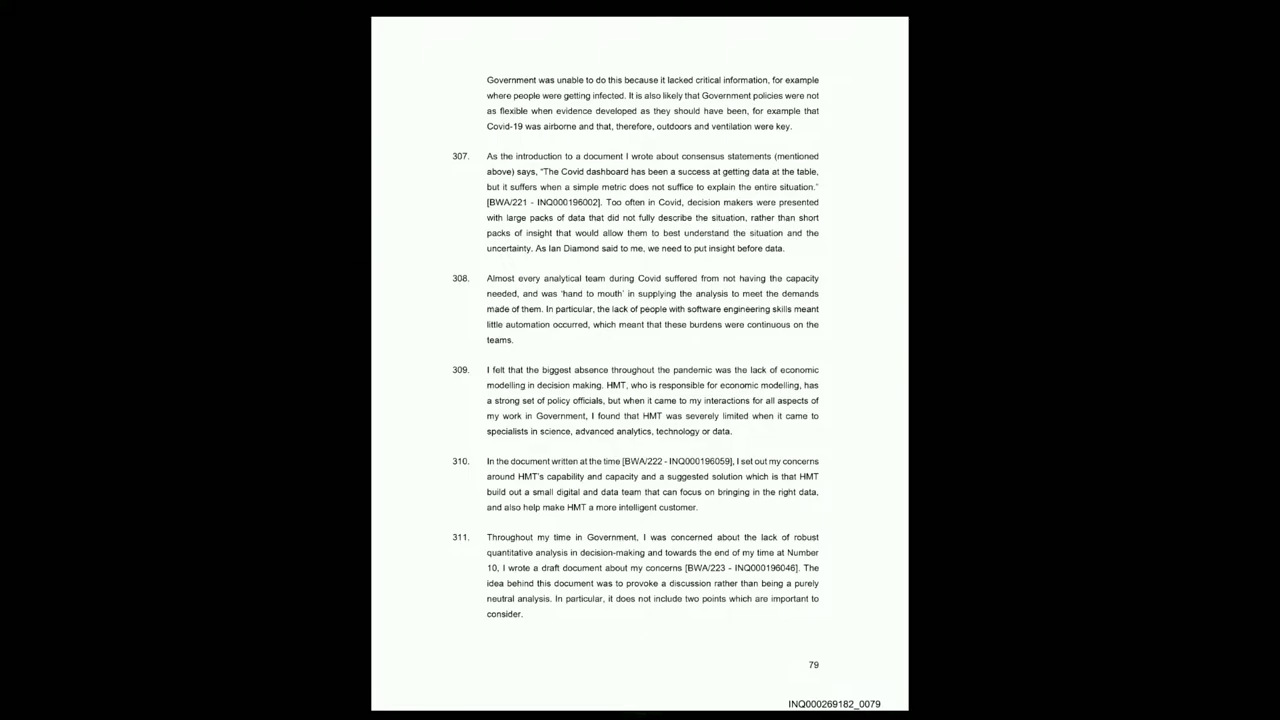 Government was unable to do this because it lacked critical information, for example
where people were getting infected. It is also likely that Government policies were not
as flexible when evidence developed as they should have been, for example that
Covid-19 was airborne and that, therefore, outdoors and ventilation were key.
307. As the introduction to a document I wrote about consensus statements (mentioned
above) says, “The Covid dashboard has been a success at getting data at the table,
but it suffers when a simple metric does not suffice to explain the entire situation.”
[BWA/221 - INQ000196002]. Too often in Covid, decision makers were presented
with large packs of data that did not fully describe the situation, rather than short
packs of insight that would allow them to best understand the situation and the
uncertainty. As Ian Diamond said to me, we need to put insight before data.
308. Almost every analytical team during Covid suffered from not having the capacity
needed, and was ‘hand to mouth’ in supplying the analysis to meet the demands
made of them. In particular, the lack of people with software engineering skills meant
little automation occurred, which meant that these burdens were continuous on the
teams.
309. I felt that the biggest absence throughout the pandemic was the lack of economic
modelling in decision making. HMT, who is responsible for economic modelling, has
a strong set of policy officials, but when it came to my interactions for all aspects of
my work in Government, I found that HMT was severely limited when it came to
specialists in science, advanced analytics, technology or data.
310. In the document written at the time [BWA/222 - INQ000196059], I set out my concerns
around HMT's capability and capacity and a suggested solution which is that HMT
build out a small digital and data team that can focus on bringing in the right data,
and also help make HMT a more intelligent customer.
311. Throughout my time in Government, I was concerned about the lack of robust
quantitative analysis in decision-making and towards the end of my time at Number
10, I wrote a draft document about my concerns [BWA/223 - INQ000196046]. The
idea behind this document was to provoke a discussion rather than being a purely
neutral analysis. In particular, it does not include two points which are important to
consider.
79
INQ000269182_0079